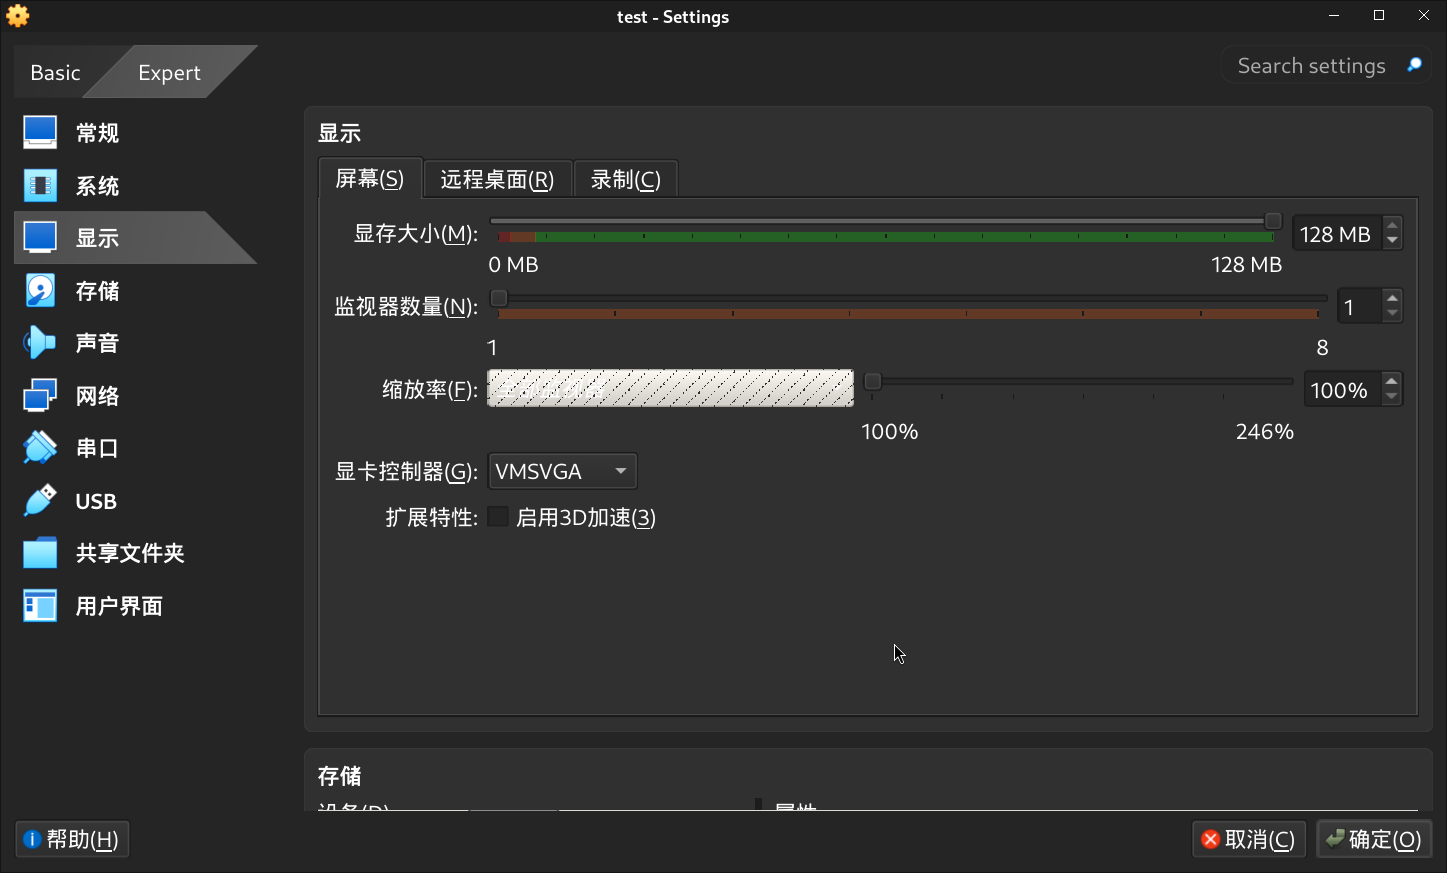 test - Settings
Basic
Expert
Search settings
常规
系统
显示
存储
声音
网络
串口
USB
共享文件夹
用户界面
显示
屏幕(S)
远程桌面(R)
录制(C)
显存大小(M):
128 MB
0 MB
128 MB
监视器数量(N):
1
1
8
缩放率(F):
100%
100%
246%
显卡控制器(G):
VMSVGA
扩展特性:
启用3D加速(3)
存储
设备(D)
属性
帮助(H)
取消(C)
确定(O)